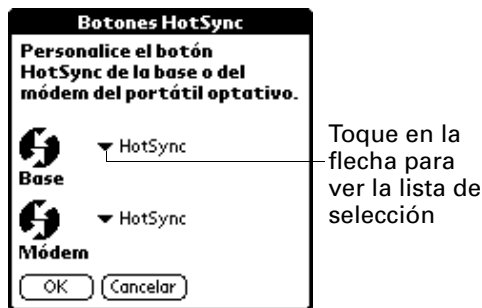 Botones HotSync
Personalice el botón
HotSync de la base o del
módem del portátil optativo.
HotSync
Base
HotSync
Módem
OK
Cancelar
Toque en la
flecha para
ver la lista de
selección